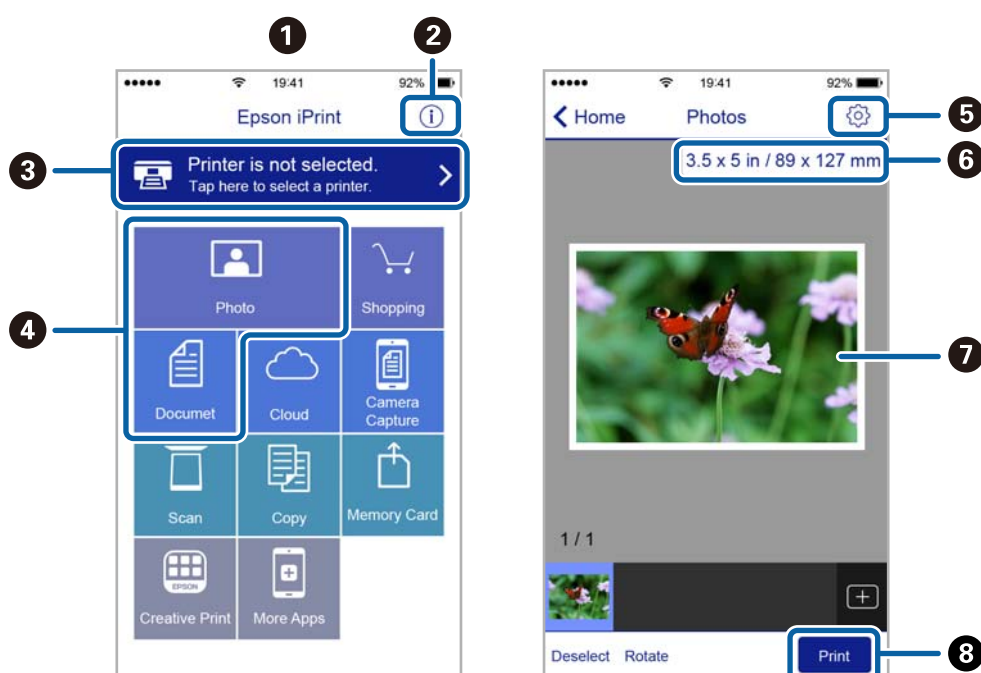 1
2
19:41
92%
Epson iPrint
i
3
Printer is not selected.
Tap here to select a printer.
4
Photo
Shopping
Documet
Cloud
Camera
Capture
Scan
Copy
Memory Card
EPSON
Creative Print
More Apps
19:41
92%
Home
Photos
5
3.5 x 5 in / 89 x 127 mm
6
7
1 / 1
Deselect
Rotate
Print
8